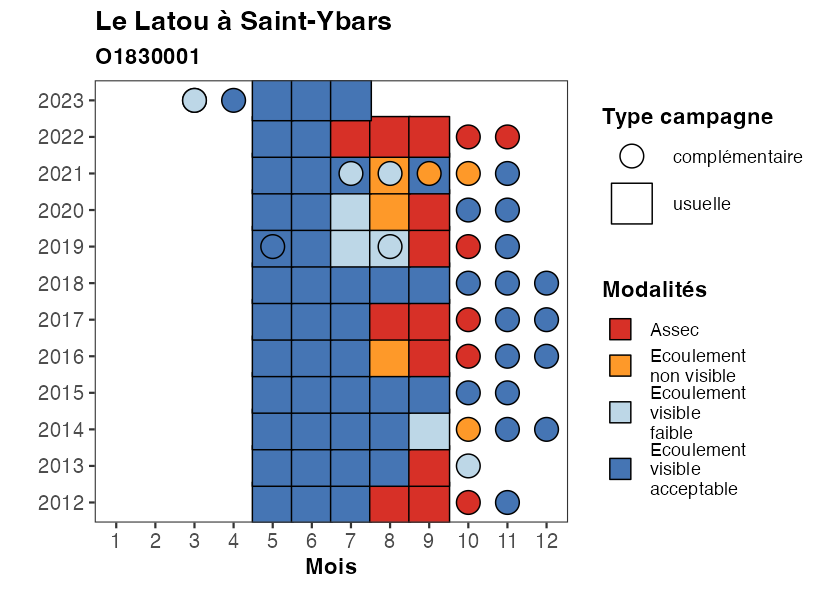 Le Latou à Saint-Ybars
O1830001
2023
2022
2021
2020
2019
2018
2017
2016
2015
2014
2013
2012
1 2 3 4 5 6 7 8 9 10 11 12
Mois
Type campagne
complémentaire
usuelle
Modalités
Assec
Ecoulement
non visible
Ecoulement
visible
faible
Ecoulement
visible
acceptable